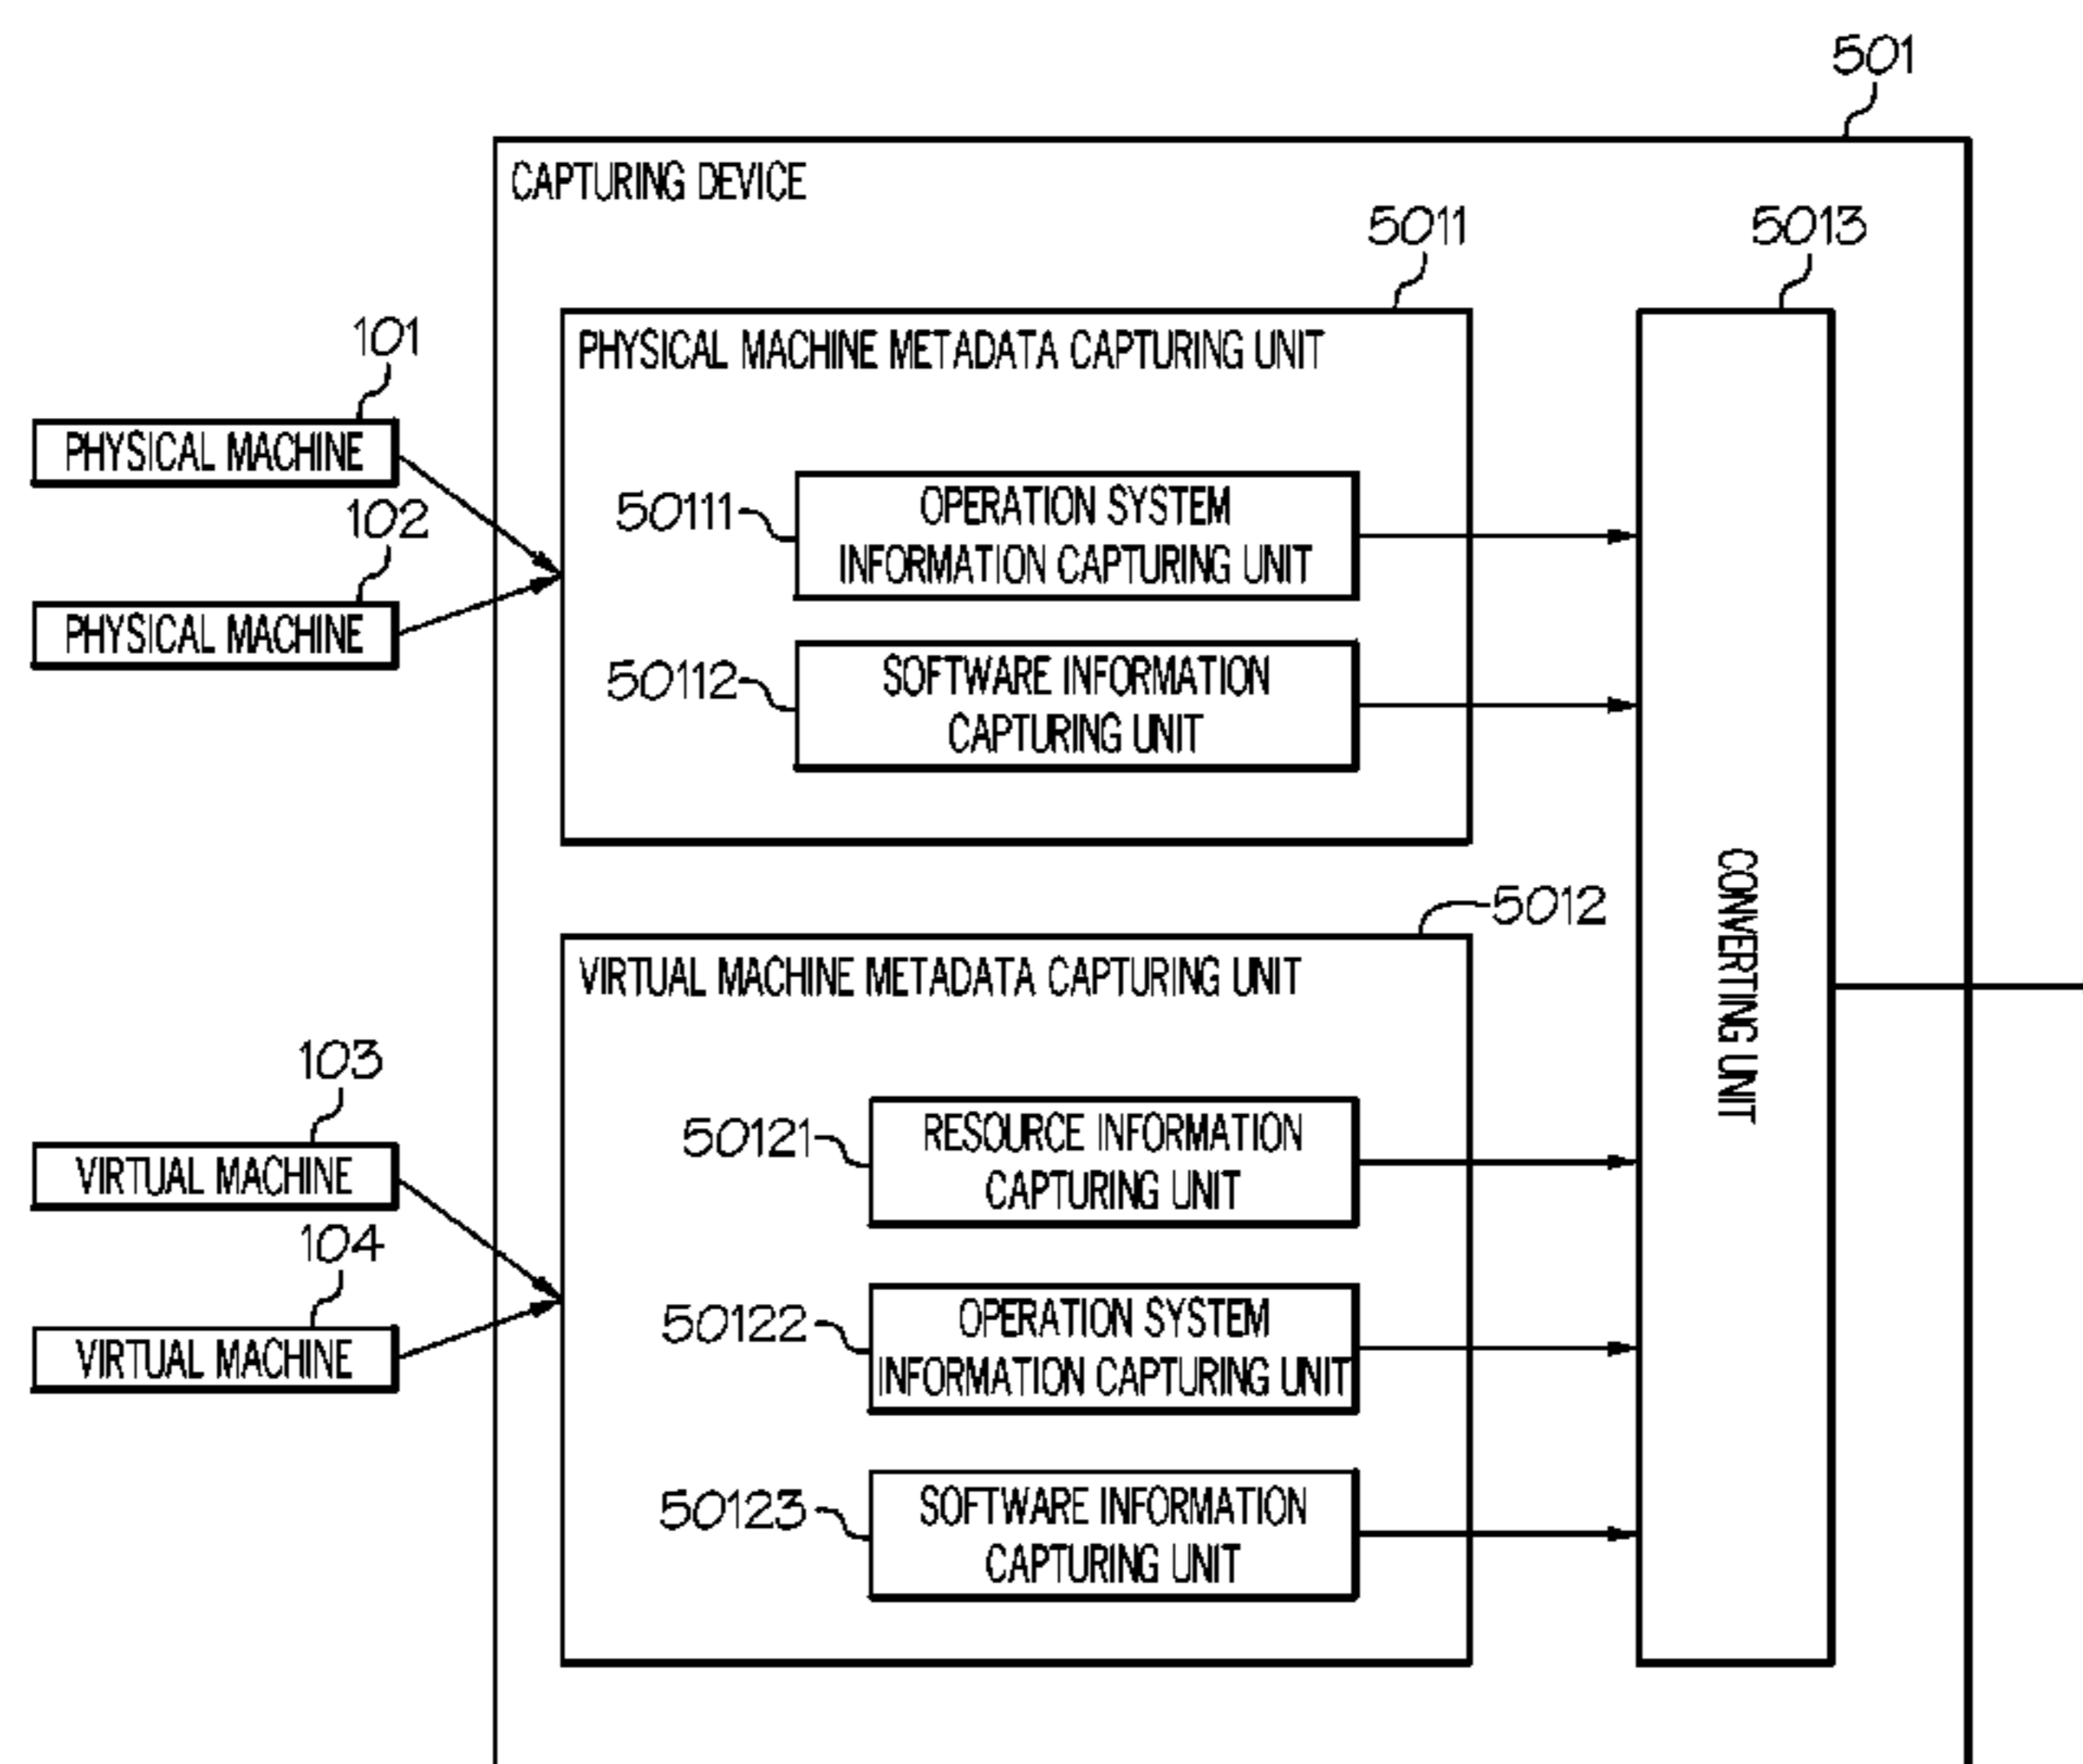 501
CAPTURING DEVICE
5011
5013
PHYSICAL MACHINE METADATA CAPTURING UNIT
101
PHYSICAL MACHINE
102
PHYSICAL MACHINE
50111
OPERATION SYSTEM
INFORMATION CAPTURING UNIT
50112
SOFTWARE INFORMATION
CAPTURING UNIT
CONVERTING UNIT
5012
VIRTUAL MACHINE METADATA CAPTURING UNIT
103
VIRTUAL MACHINE
104
VIRTUAL MACHINE
50121
RESOURCE INFORMATION
CAPTURING UNIT
50122
OPERATION SYSTEM
INFORMATION CAPTURING UNIT
50123
SOFTWARE INFORMATION
CAPTURING UNIT